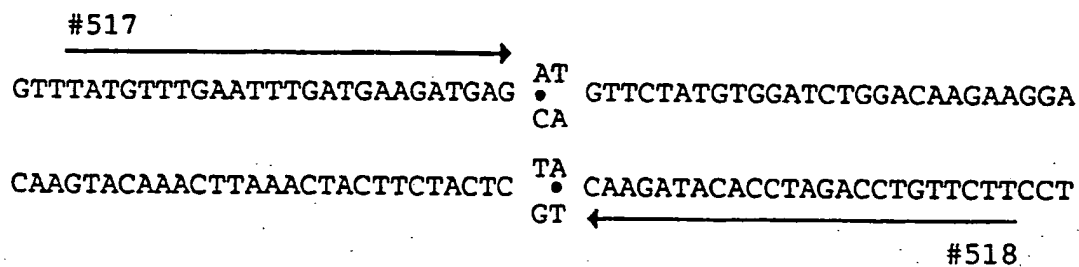 #517
AT
GTTTATGTTTGAATTTGATGAAGATGAG • GTTCTATGTGGATCTGGACAAGAAGGA
CA
TA
CAAGTACAAACTTAAACTACTTCTACTC • CAAGATACACCTAGACCTGTTCTTCCT
GT
#518